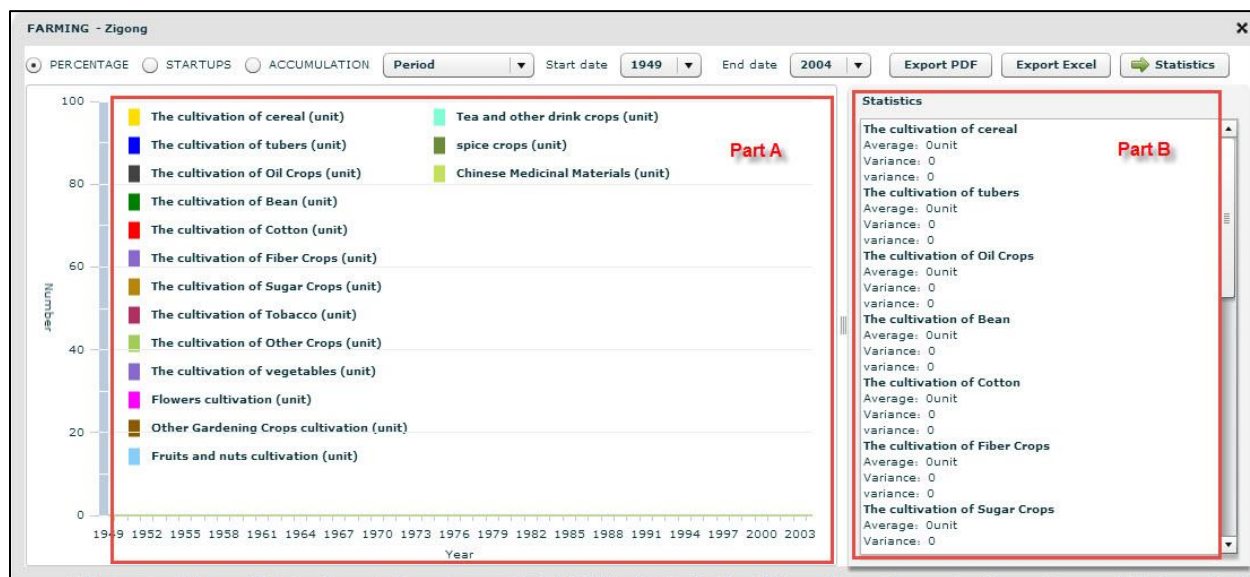 FARMING - Zigong
PERCENTAGE STARTUPS ACCUMULATION Period Start date 1949 End date 2004 Export PDF Export Excel Statistics
100
80
60
40
20
0
Number
The cultivation of cereal (unit)
The cultivation of tubers (unit)
The cultivation of Oil Crops (unit)
The cultivation of Bean (unit)
The cultivation of Cotton (unit)
The cultivation of Fiber Crops (unit)
The cultivation of Sugar Crops (unit)
The cultivation of Tobacco (unit)
The cultivation of Other Crops (unit)
The cultivation of vegetables (unit)
Flowers cultivation (unit)
Other Gardening Crops cultivation (unit)
Fruits and nuts cultivation (unit)
Tea and other drink crops (unit)
spice crops (unit)
Chinese Medicinal Materials (unit)
Part A
1949 1952 1955 1958 1961 1964 1967 1970 1973 1976 1979 1982 1985 1988 1991 1994 1997 2000 2003
Year
Statistics
Part B
The cultivation of cereal
Average: 0unit
Variance: 0
variance: 0
The cultivation of tubers
Average: 0unit
Variance: 0
variance: 0
The cultivation of Oil Crops
Average: 0unit
Variance: 0
variance: 0
The cultivation of Bean
Average: 0unit
Variance: 0
variance: 0
The cultivation of Cotton
Average: 0unit
Variance: 0
variance: 0
The cultivation of Fiber Crops
Average: 0unit
Variance: 0
variance: 0
The cultivation of Sugar Crops
Average: 0unit
Variance: 0